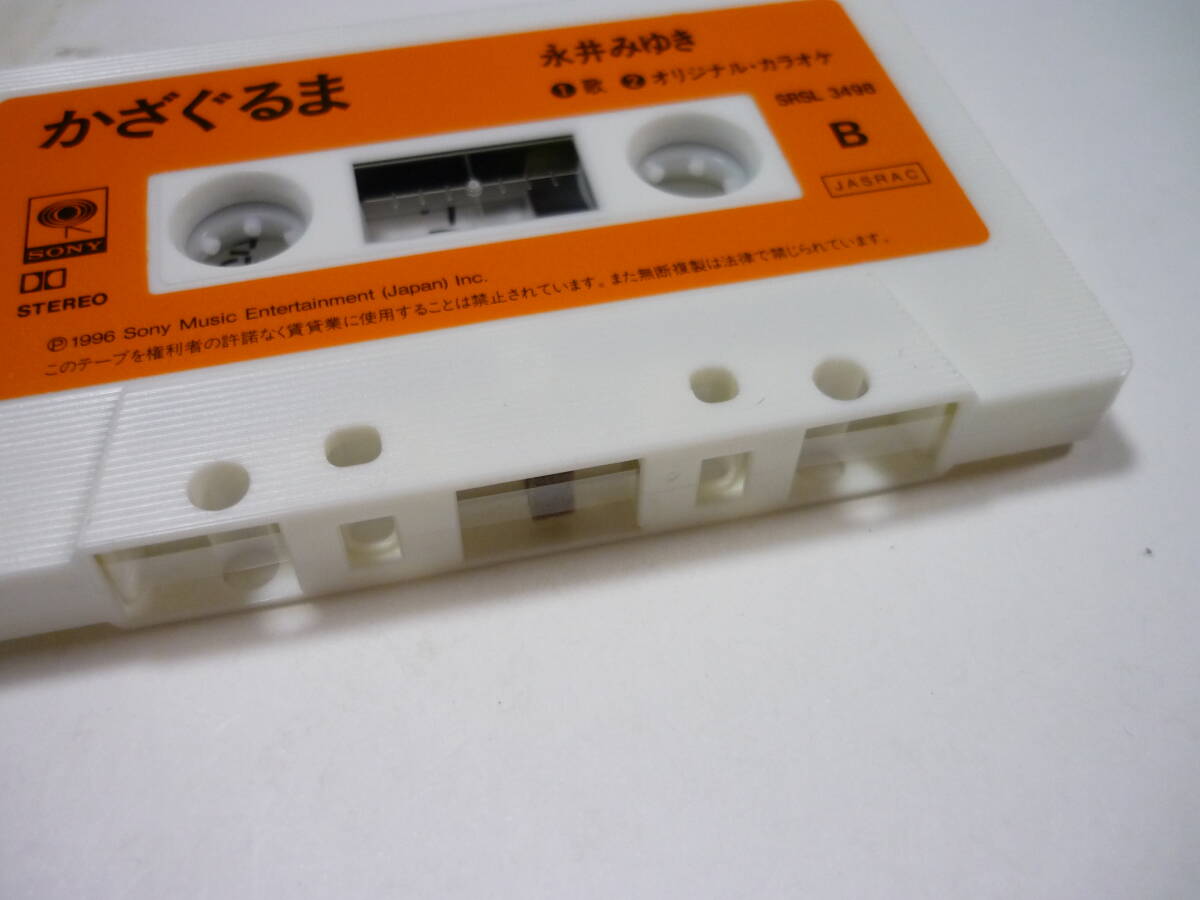 かざぐるま
永井みゆき
❶ 歌 ❷ オリジナル・カラオケ
SRSL 3498
B
JASRAC
SONY
STEREO
Ⓟ1996 Sony Music Entertainment (Japan) Inc.
このテープを権利者の許諾なく賃貸業に使用することは禁止されています。また無断複製は法律で禁じられています。